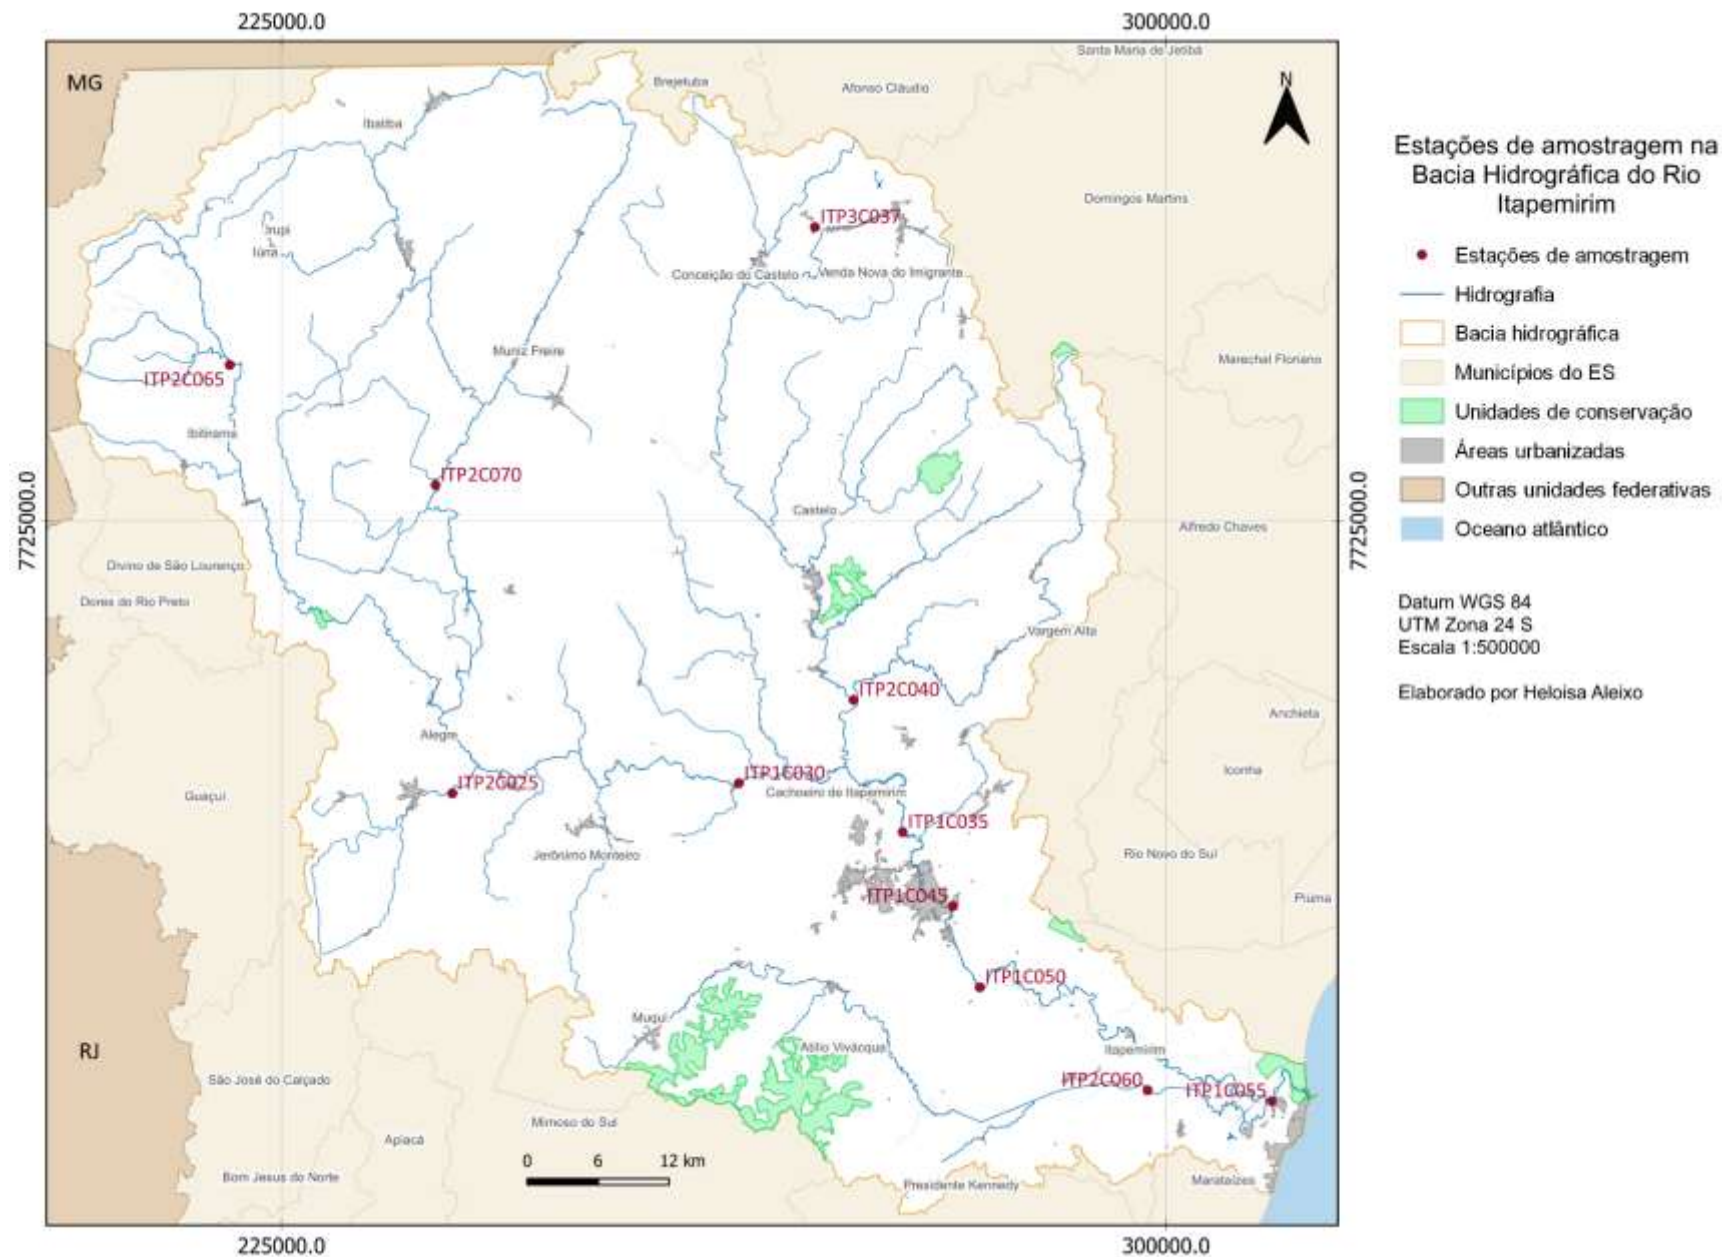 225000.0
300000.0
Santa Maria de Jetibá
MG
Brejetuba
Afonso Cláudio
N
Ibatiba
Domingos Martins
ITP3C037
Irupi
Iúna
Conceição do Castelo
Venda Nova do Imigrante
Muniz Freire
Marechal Floriano
ITP2C065
Ibitirama
ITP2C070
7725000.0
7725000.0
Castelo
Alfredo Chaves
Divino de São Lourenço
Dores do Rio Preto
Vargem Alta
ITP2C040
Anchieta
Alegre
Iconha
ITP2C025
ITP1C030
Guaçuí
Cachoeiro de Itapemirim
ITP1C035
Jerônimo Monteiro
Rio Novo do Sul
ITP1C045
Piuma
ITP1C050
Muqui
RJ
Atílio Vivácqua
Itapemirim
São José do Calçado
ITP2C060
ITP1C055
Mimoso do Sul
Apiacá
0 6 12 km
Bom Jesus do Norte
Presidente Kennedy
Marataízes
225000.0
300000.0
Estações de amostragem na
Bacia Hidrográfica do Rio
Itapemirim
Estações de amostragem
Hidrografia
Bacia hidrográfica
Municípios do ES
Unidades de conservação
Áreas urbanizadas
Outras unidades federativas
Oceano atlântico
Datum WGS 84
UTM Zona 24 S
Escala 1:500000
Elaborado por Heloisa Aleixo